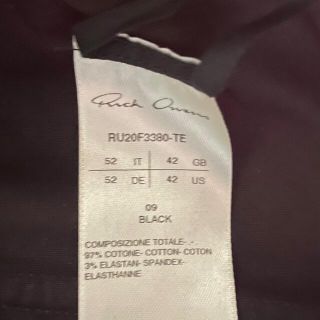 Rick Owens
RU20F3380-TE
52 IT 42 GB
52 DE 42 US
09
BLACK
COMPOSIZIONE TOTALE- .-
97% COTONE- COTTON- COTON
3% ELASTAN- SPANDEX-
ELASTHANNE